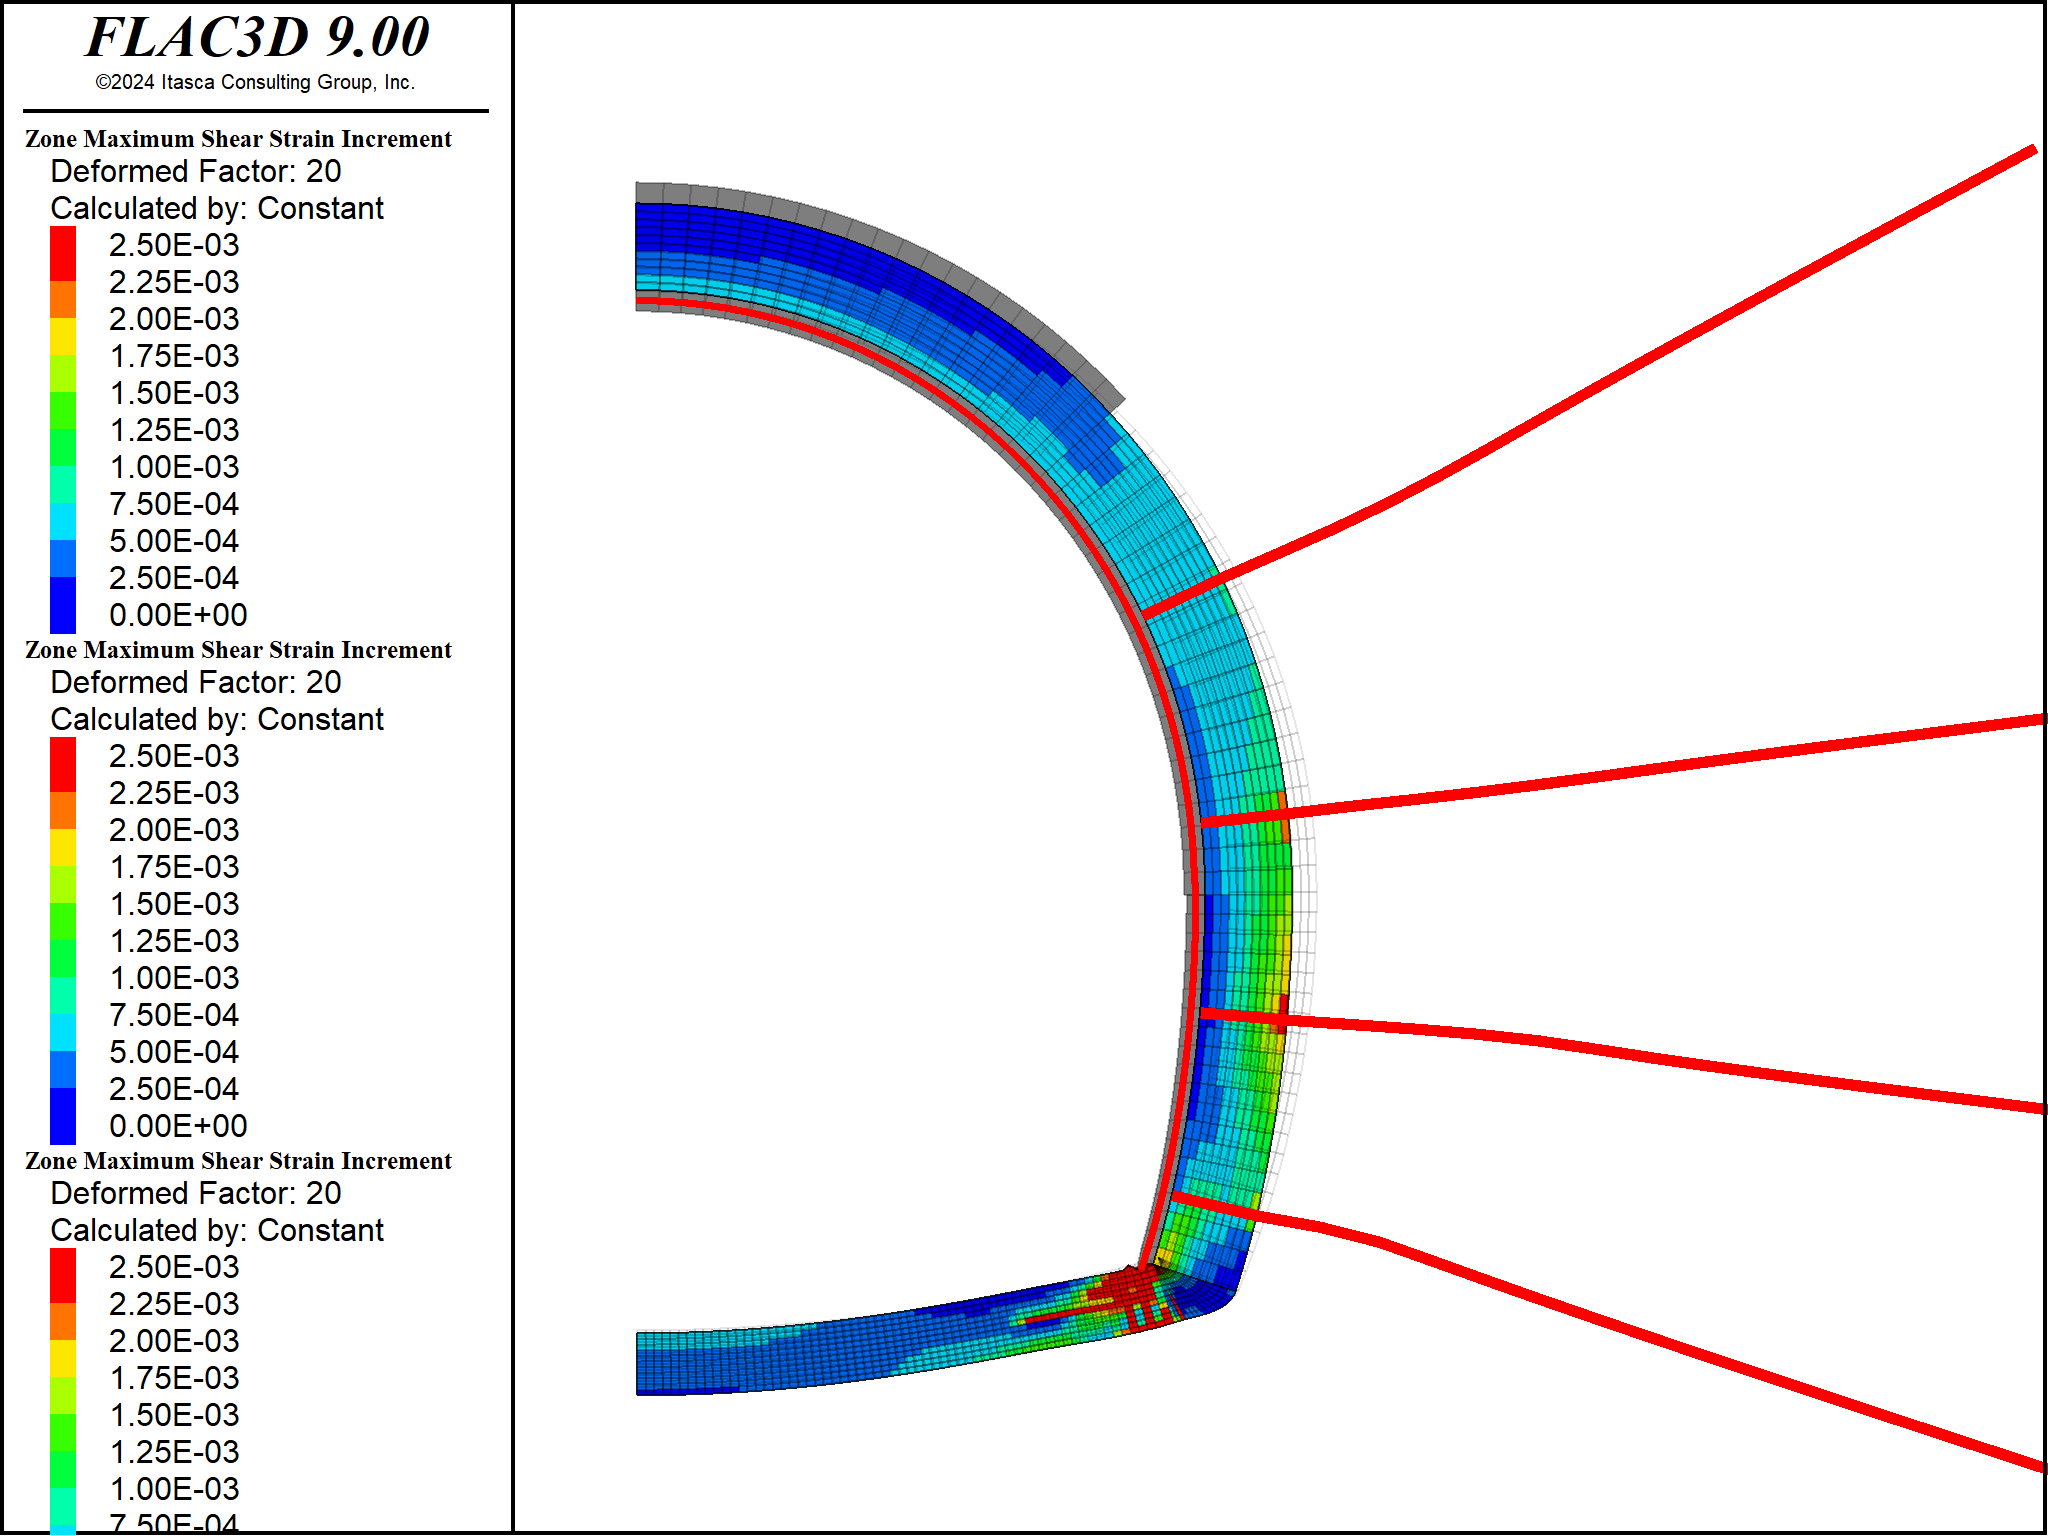 FLAC3D 9.00
©2024 Itasca Consulting Group, Inc.
Zone Maximum Shear Strain Increment
Deformed Factor: 20
Calculated by: Constant
2.50E-03
2.25E-03
2.00E-03
1.75E-03
1.50E-03
1.25E-03
1.00E-03
7.50E-04
5.00E-04
2.50E-04
0.00E+00
Zone Maximum Shear Strain Increment
Deformed Factor: 20
Calculated by: Constant
2.50E-03
2.25E-03
2.00E-03
1.75E-03
1.50E-03
1.25E-03
1.00E-03
7.50E-04
5.00E-04
2.50E-04
0.00E+00
Zone Maximum Shear Strain Increment
Deformed Factor: 20
Calculated by: Constant
2.50E-03
2.25E-03
2.00E-03
1.75E-03
1.50E-03
1.25E-03
1.00E-03
7.50E-04